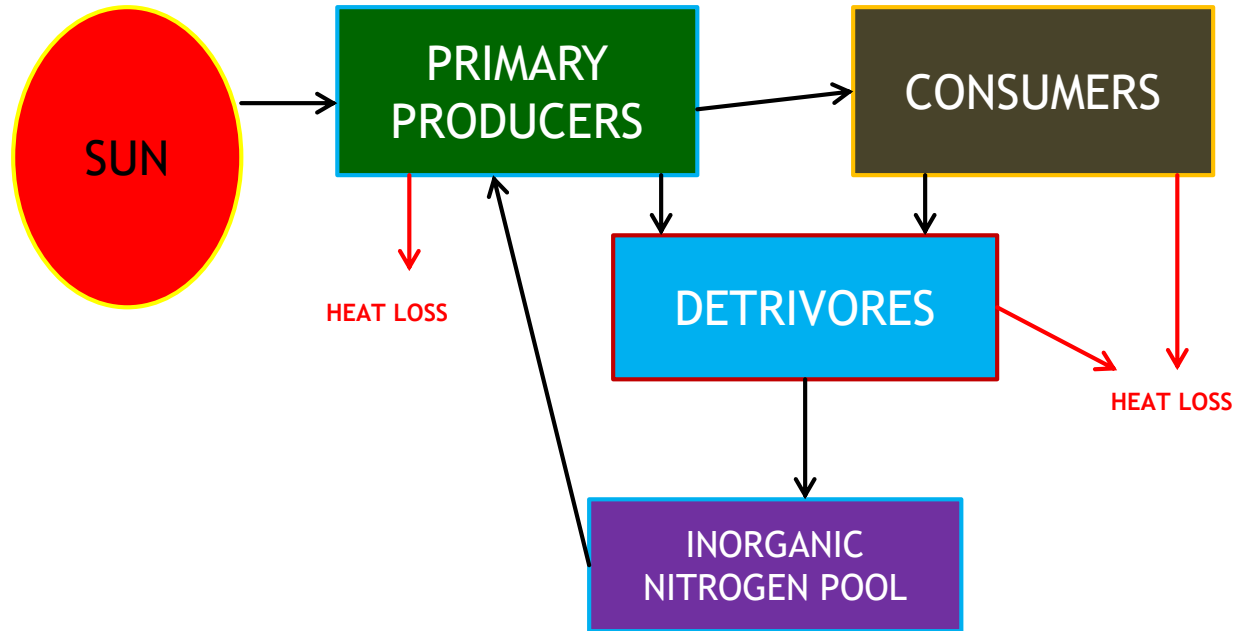 SUN
PRIMARY
PRODUCERS
CONSUMERS
HEAT LOSS
DETRIVORES
HEAT LOSS
INORGANIC
NITROGEN POOL